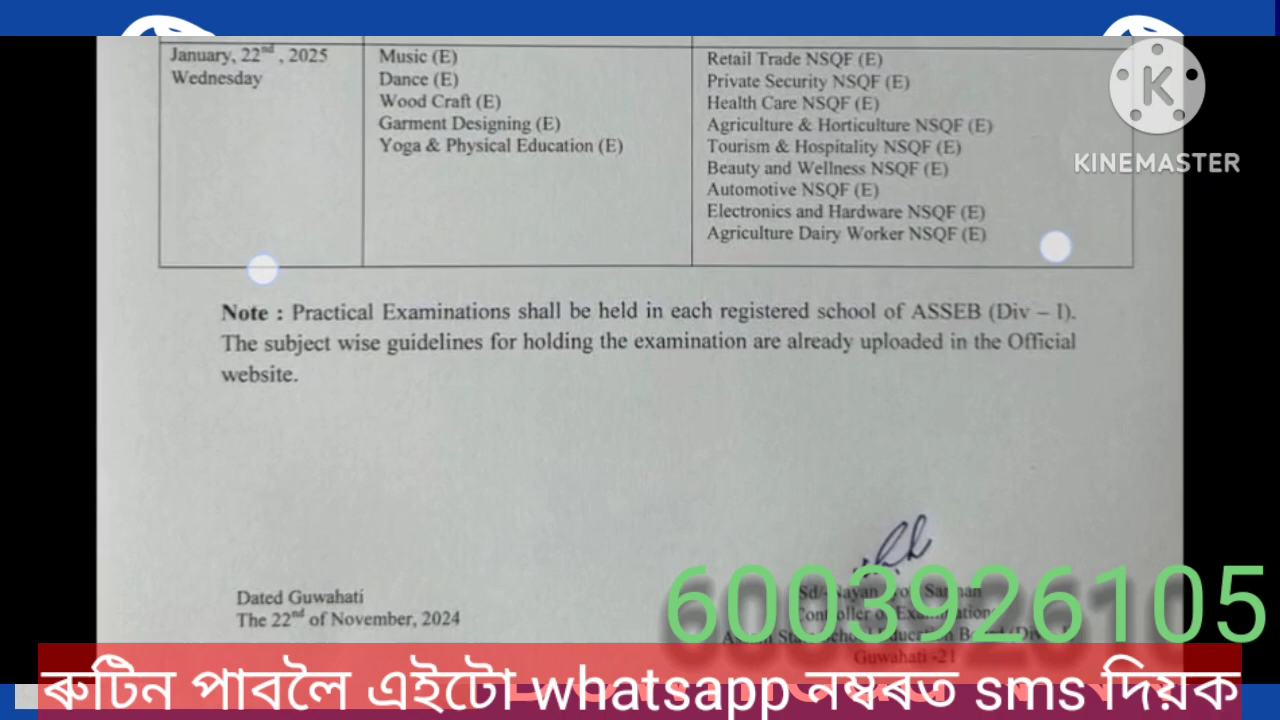 January, 22nd , 2025
Wednesday
Music (E)
Dance (E)
Wood Craft (E)
Garment Designing (E)
Yoga & Physical Education (E)
Retail Trade NSQF (E)
Private Security NSQF (E)
Health Care NSQF (E)
Agriculture & Horticulture NSQF (E)
Tourism & Hospitality NSQF (E)
Beauty and Wellness NSQF (E)
Automotive NSQF (E)
Electronics and Hardware NSQF (E)
Agriculture Dairy Worker NSQF (E)
K
KINEMASTER
Note : Practical Examinations shall be held in each registered school of ASSEB (Div – I).
The subject wise guidelines for holding the examination are already uploaded in the Official
website.
Dated Guwahati
The 22nd of November, 2024
Sd/-
Controller of
Guwahati -21
6003926105
ৰুটিন পাবলৈ এইটো whatsapp নম্বৰত sms দিয়ক